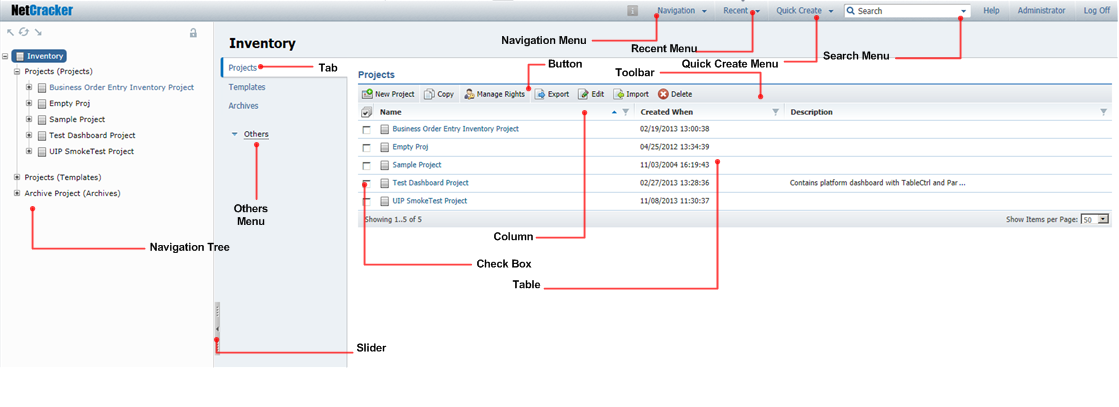 NetCracker
i Navigation Recent Quick Create Search Help Administrator Log Off
Navigation Menu
Recent Menu
Quick Create Menu
Search Menu
Inventory
Projects (Projects)
Business Order Entry Inventory Project
Empty Proj
Sample Project
Test Dashboard Project
UIP SmokeTest Project
Projects (Templates)
Archive Project (Archives)
Navigation Tree
Inventory
Projects
Tab
Templates
Archives
Others
Others
Menu
Slider
Button
Toolbar
Projects
New Project Copy Manage Rights Export Edit Import Delete
Name Created When Description
Business Order Entry Inventory Project 02/19/2013 13:00:38
Empty Proj 04/25/2012 13:34:39
Sample Project 11/03/2004 16:19:43
Test Dashboard Project 02/27/2013 13:28:36 Contains platform dashboard with TableCtrl and Par ...
UIP SmokeTest Project 11/08/2013 11:30:37
Showing 1..5 of 5 Show Items per Page: 50
Column
Check Box
Table